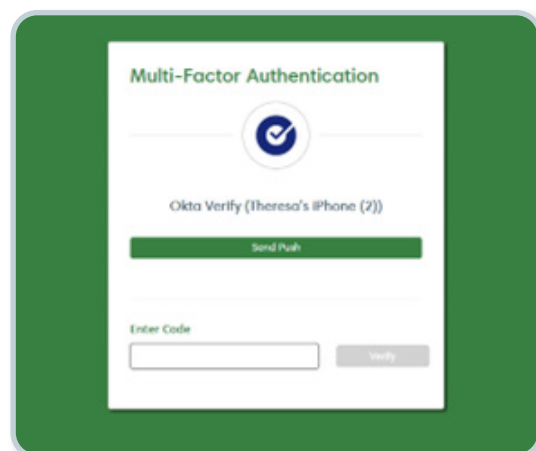 Multi-Factor Authentication
Okta Verify (Theresa's iPhone (2))
Send Push
Enter Code
Verify